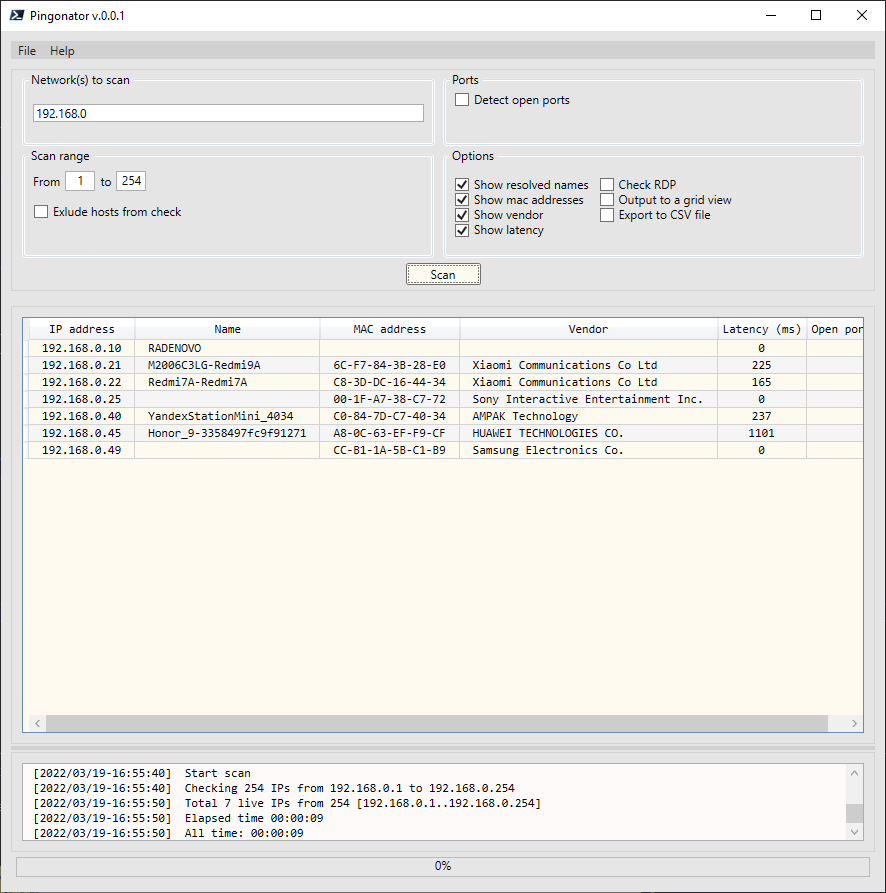 Pingonator v.0.0.1
File Help
Network(s) to scan
192.168.0
Ports
Detect open ports
Scan range
From 1 to 254
Exlude hosts from check
Options
Show resolved names Check RDP
Show mac addresses Output to a grid view
Show vendor Export to CSV file
Show latency
Scan
IP address Name MAC address Vendor Latency (ms) Open por
192.168.0.10 RADENOVO 0
192.168.0.21 M2006C3LG-Redmi9A 6C-F7-84-3B-28-E0 Xiaomi Communications Co Ltd 225
192.168.0.22 Redmi7A-Redmi7A C8-3D-DC-16-44-34 Xiaomi Communications Co Ltd 165
192.168.0.25 00-1F-A7-38-C7-72 Sony Interactive Entertainment Inc. 0
192.168.0.40 YandexStationMini_4034 C0-84-7D-C7-40-34 AMPAK Technology 237
192.168.0.45 Honor_9-3358497fc9f91271 A8-0C-63-EF-F9-CF HUAWEI TECHNOLOGIES CO. 1101
192.168.0.49 CC-B1-1A-5B-C1-B9 Samsung Electronics Co. 0
[2022/03/19-16:55:40] Start scan
[2022/03/19-16:55:40] Checking 254 IPs from 192.168.0.1 to 192.168.0.254
[2022/03/19-16:55:50] Total 7 live IPs from 254 [192.168.0.1..192.168.0.254]
[2022/03/19-16:55:50] Elapsed time 00:00:09
[2022/03/19-16:55:50] All time: 00:00:09
0%